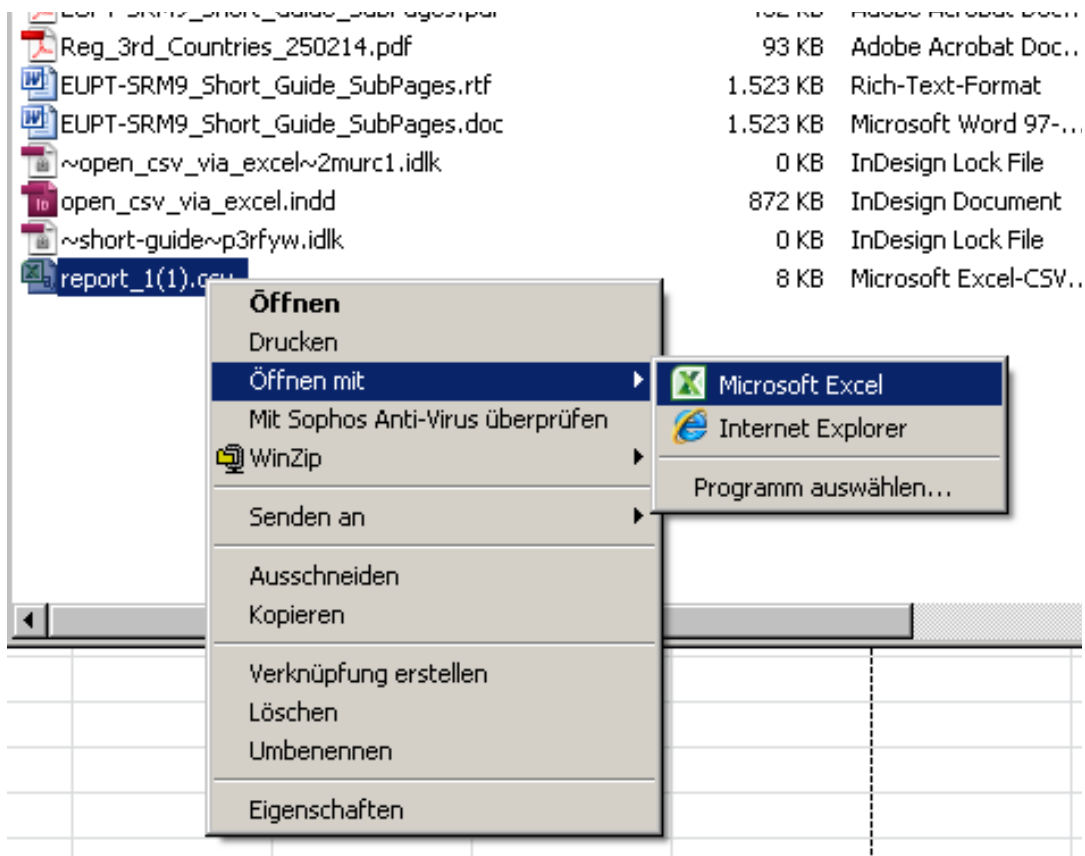 Reg_3rd_Countries_250214.pdf 93 KB Adobe Acrobat Doc...
EUPT-SRM9_Short_Guide_SubPages.rtf 1.523 KB Rich-Text-Format
EUPT-SRM9_Short_Guide_SubPages.doc 1.523 KB Microsoft Word 97-...
~open_csv_via_excel~2murc1.idlk 0 KB InDesign Lock File
open_csv_via_excel.indd 872 KB InDesign Document
~short-guide~p3rfyw.idlk 0 KB InDesign Lock File
report_1(1).csv 8 KB Microsoft Excel-CSV...
Öffnen
Drucken
Öffnen mit
Mit Sophos Anti-Virus überprüfen
WinZip
Senden an
Ausschneiden
Kopieren
Verknüpfung erstellen
Löschen
Umbenennen
Eigenschaften
Microsoft Excel
Internet Explorer
Programm auswählen...